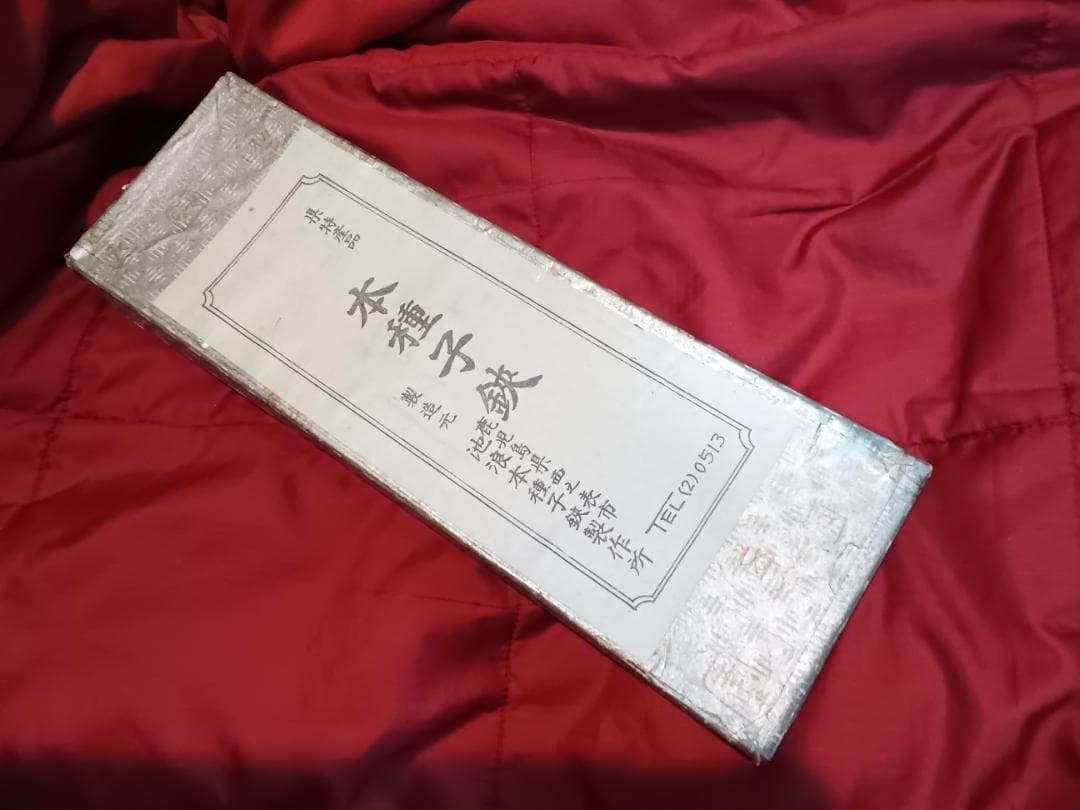 県特産品
本種子鋏
製造元
鹿児島県西之表市
池浪本種子鋏製作所
TEL(2)0513